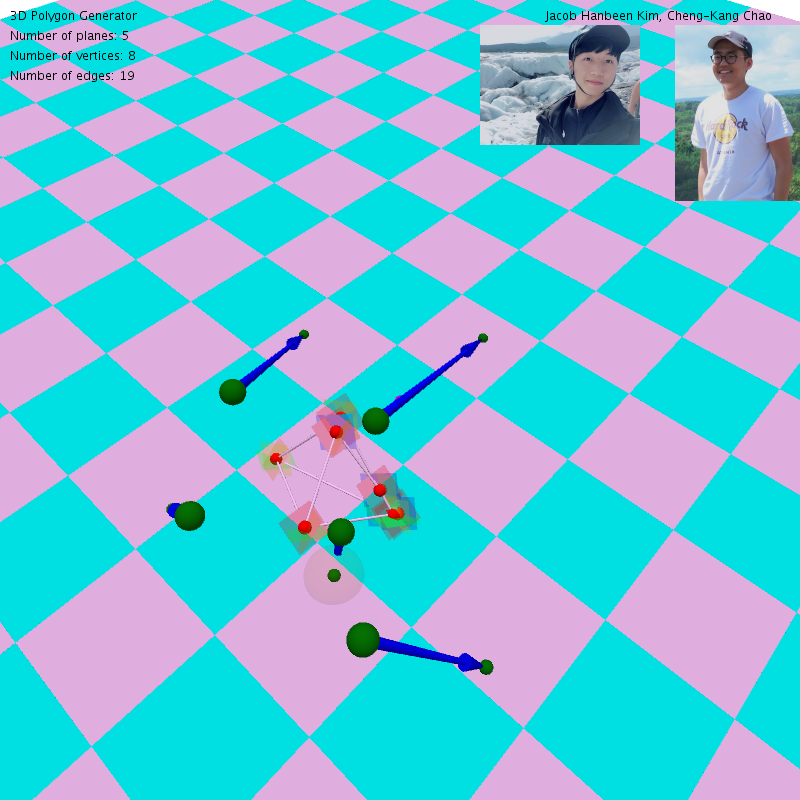 3D Polygon Generator
Jacob Hanbeen Kim, Cheng-Kang Chao
Number of planes: 5
Number of vertices: 8
Number of edges: 19